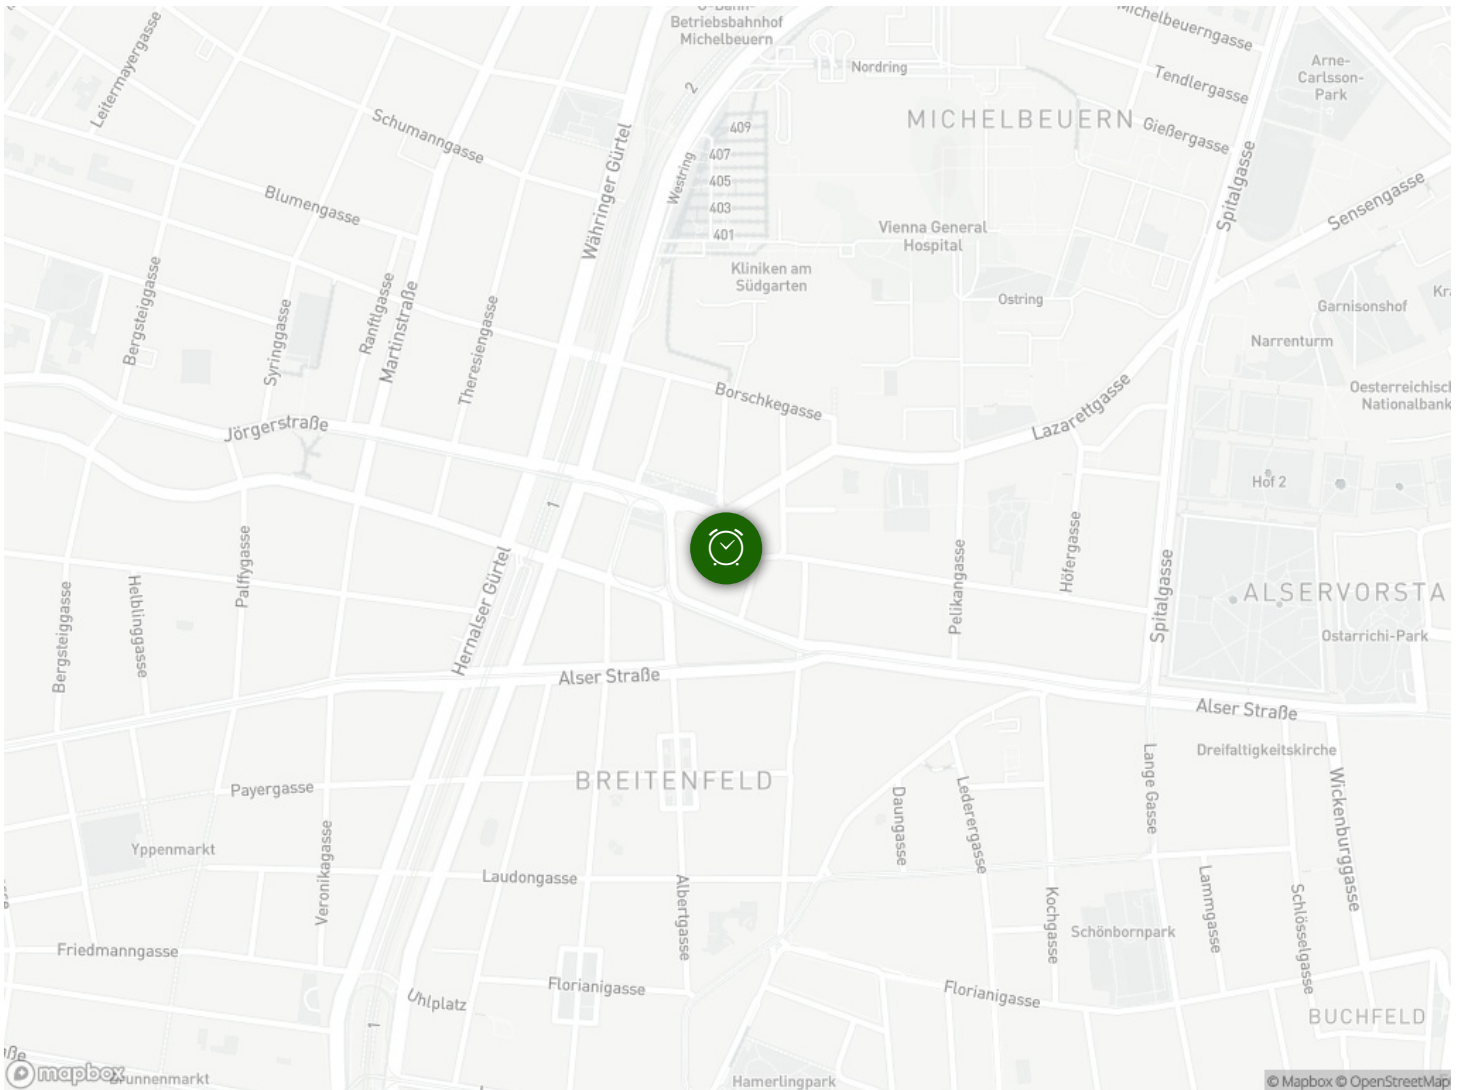 Betriebsbahnhof
Michelbeuern
Michelbeuerngasse
Arne-
Carlsson-
Park
Leitermayergasse
2
Nordring
Tendlergasse
MICHELBEUERN
Schumanngasse
409
Gießergasse
Währinger Gürtel
407
Westring
405
Spitalgasse
Sensengasse
Blumengasse
403
401
Vienna General
Hospital
Kliniken am
Südgarten
Bergsteiggasse
Ranftlgasse
Martinstraße
Syringgasse
Theresiengasse
Ostring
Garnisonshof
Narrenturm
Borschkegasse
Lazarettgasse
Jörgerstraße
Hof 2
1
Palffygasse
Höfergasse
Pelikangasse
Hernalser Gürtel
Spitalgasse
Bergsteiggasse
Helblinggasse
Ostarrichi-Park
Alser Straße
Alser Straße
Dreifaltigkeitskirche
BREITENFELD
Payergasse
Lange Gasse
Wickenburggasse
Daungasse
Lederergasse
Yppenmarkt
Veronikagasse
Laudongasse
Albertgasse
Kochgasse
Lammgasse
Schlösselgasse
Schönbornpark
Friedmanngasse
Florianigasse
Florianigasse
Uhlplatz
BUCHFELD
1
mapbox
Hamerlingpark
© Mapbox © OpenStreetMap